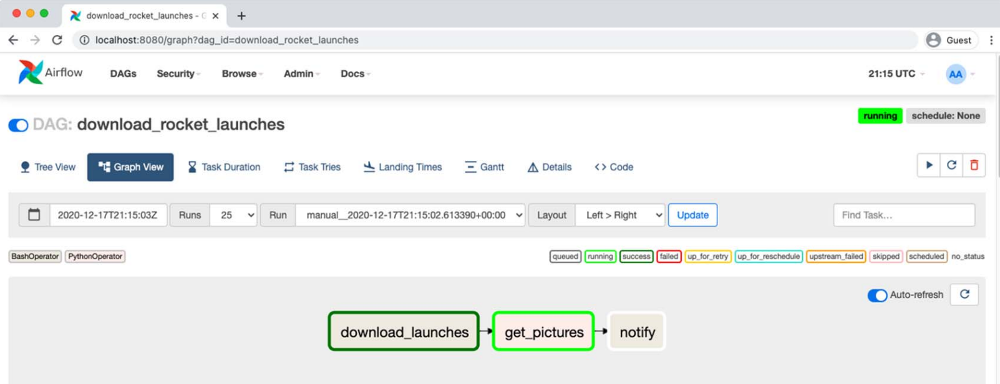 download_rocket_launches - G
localhost:8080/graph?dag_id=download_rocket_launches
Guest
Airflow DAGs Security Browse Admin Docs 21:15 UTC AA
running schedule: None
DAG: download_rocket_launches
Tree View Graph View Task Duration Task Tries Landing Times Gantt Details <> Code
2020-12-17T21:15:03Z Runs 25 Run manual__2020-12-17T21:15:02.613390+00:00 Layout Left > Right Update Find Task...
BashOperator PythonOperator queued running success failed up_for_retry up_for_reschedule upstream_failed skipped scheduled no_status
Auto-refresh
download_launches get_pictures notify